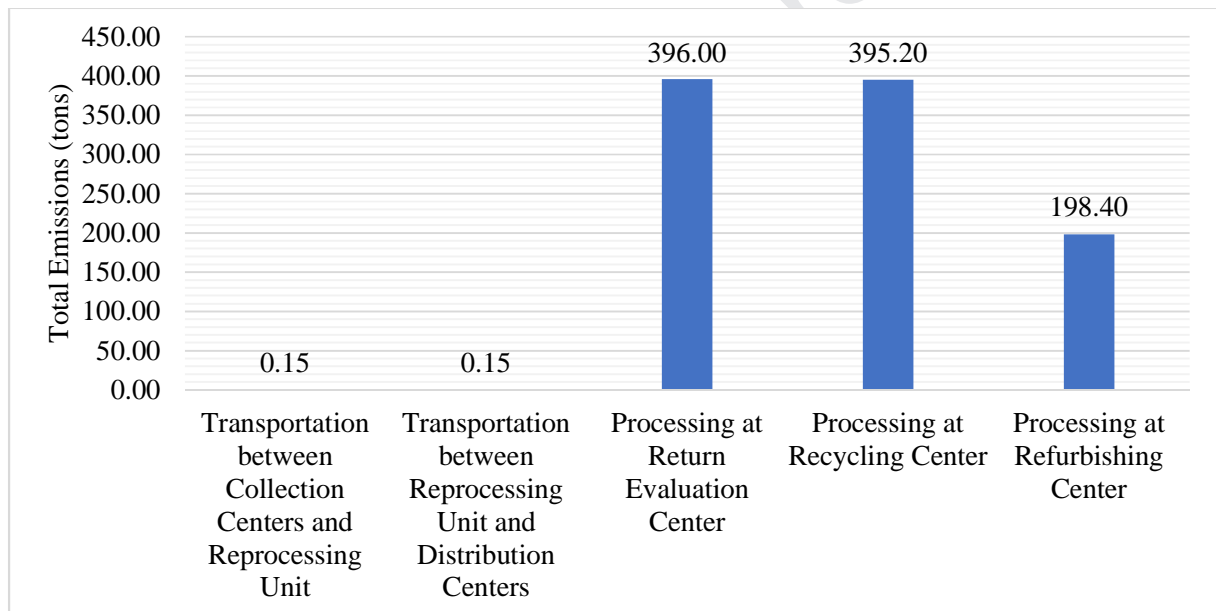 Total Emissions (tons)
450.00
400.00
350.00
300.00
250.00
200.00
150.00
100.00
50.00
0.00
0.15
0.15
396.00
395.20
198.40
Transportation
between
Collection
Centers and
Reprocessing
Unit
Transportation
between
Reprocessing
Unit and
Distribution
Centers
Processing at
Return
Evaluation
Center
Processing at
Recycling Center
Processing at
Refurbishing
Center